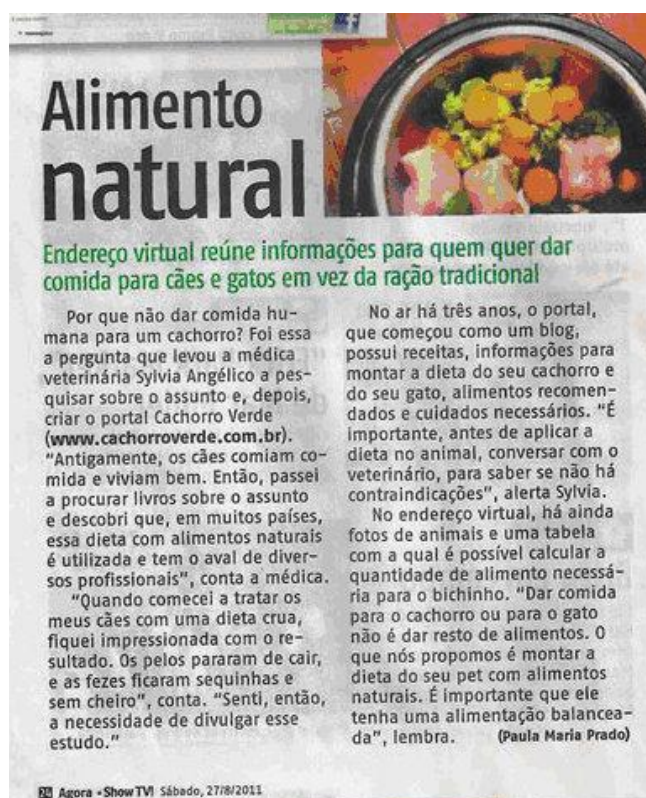 Alimento
natural
Endereço virtual reúne informações para quem quer dar
comida para cães e gatos em vez da ração tradicional
Por que não dar comida hu-
mana para um cachorro? Foi essa
a pergunta que levou a médica
veterinária Sylvia Angélico a pes-
quisar sobre o assunto e, depois,
criar o portal Cachorro Verde
(www.cachorroverde.com.br).
"Antigamente, os cães comiam co-
mida e viviam bem. Então, passei
a procurar livros sobre o assunto
e descobri que, em muitos países,
essa dieta com alimentos naturais
é utilizada e tem o aval de diver-
sos profissionais", conta a médica.
"Quando comecei a tratar os
meus cães com uma dieta crua,
fiquei impressionada com o re-
sultado. Os pelos pararam de cair,
e as fezes ficaram sequinhas e
sem cheiro", conta. "Senti, então,
a necessidade de divulgar esse
estudo."
No ar há três anos, o portal,
que começou como um blog,
possui receitas, informações para
montar a dieta do seu cachorro e
do seu gato, alimentos recomen-
dados e cuidados necessários. "É
importante, antes de aplicar a
dieta no animal, conversar com o
veterinário, para saber se não há
contraindicações", alerta Sylvia.
No endereço virtual, há ainda
fotos de animais e uma tabela
com a qual é possível calcular a
quantidade de alimento necessá-
ria para o bichinho. "Dar comida
para o cachorro ou para o gato
não é dar resto de alimentos. O
que nós propomos é montar a
dieta do seu pet com alimentos
naturais. É importante que ele
tenha uma alimentação balancea-
da", lembra. (Paula Maria Prado)
24 Agora • Show TV! Sábado, 27/8/2011